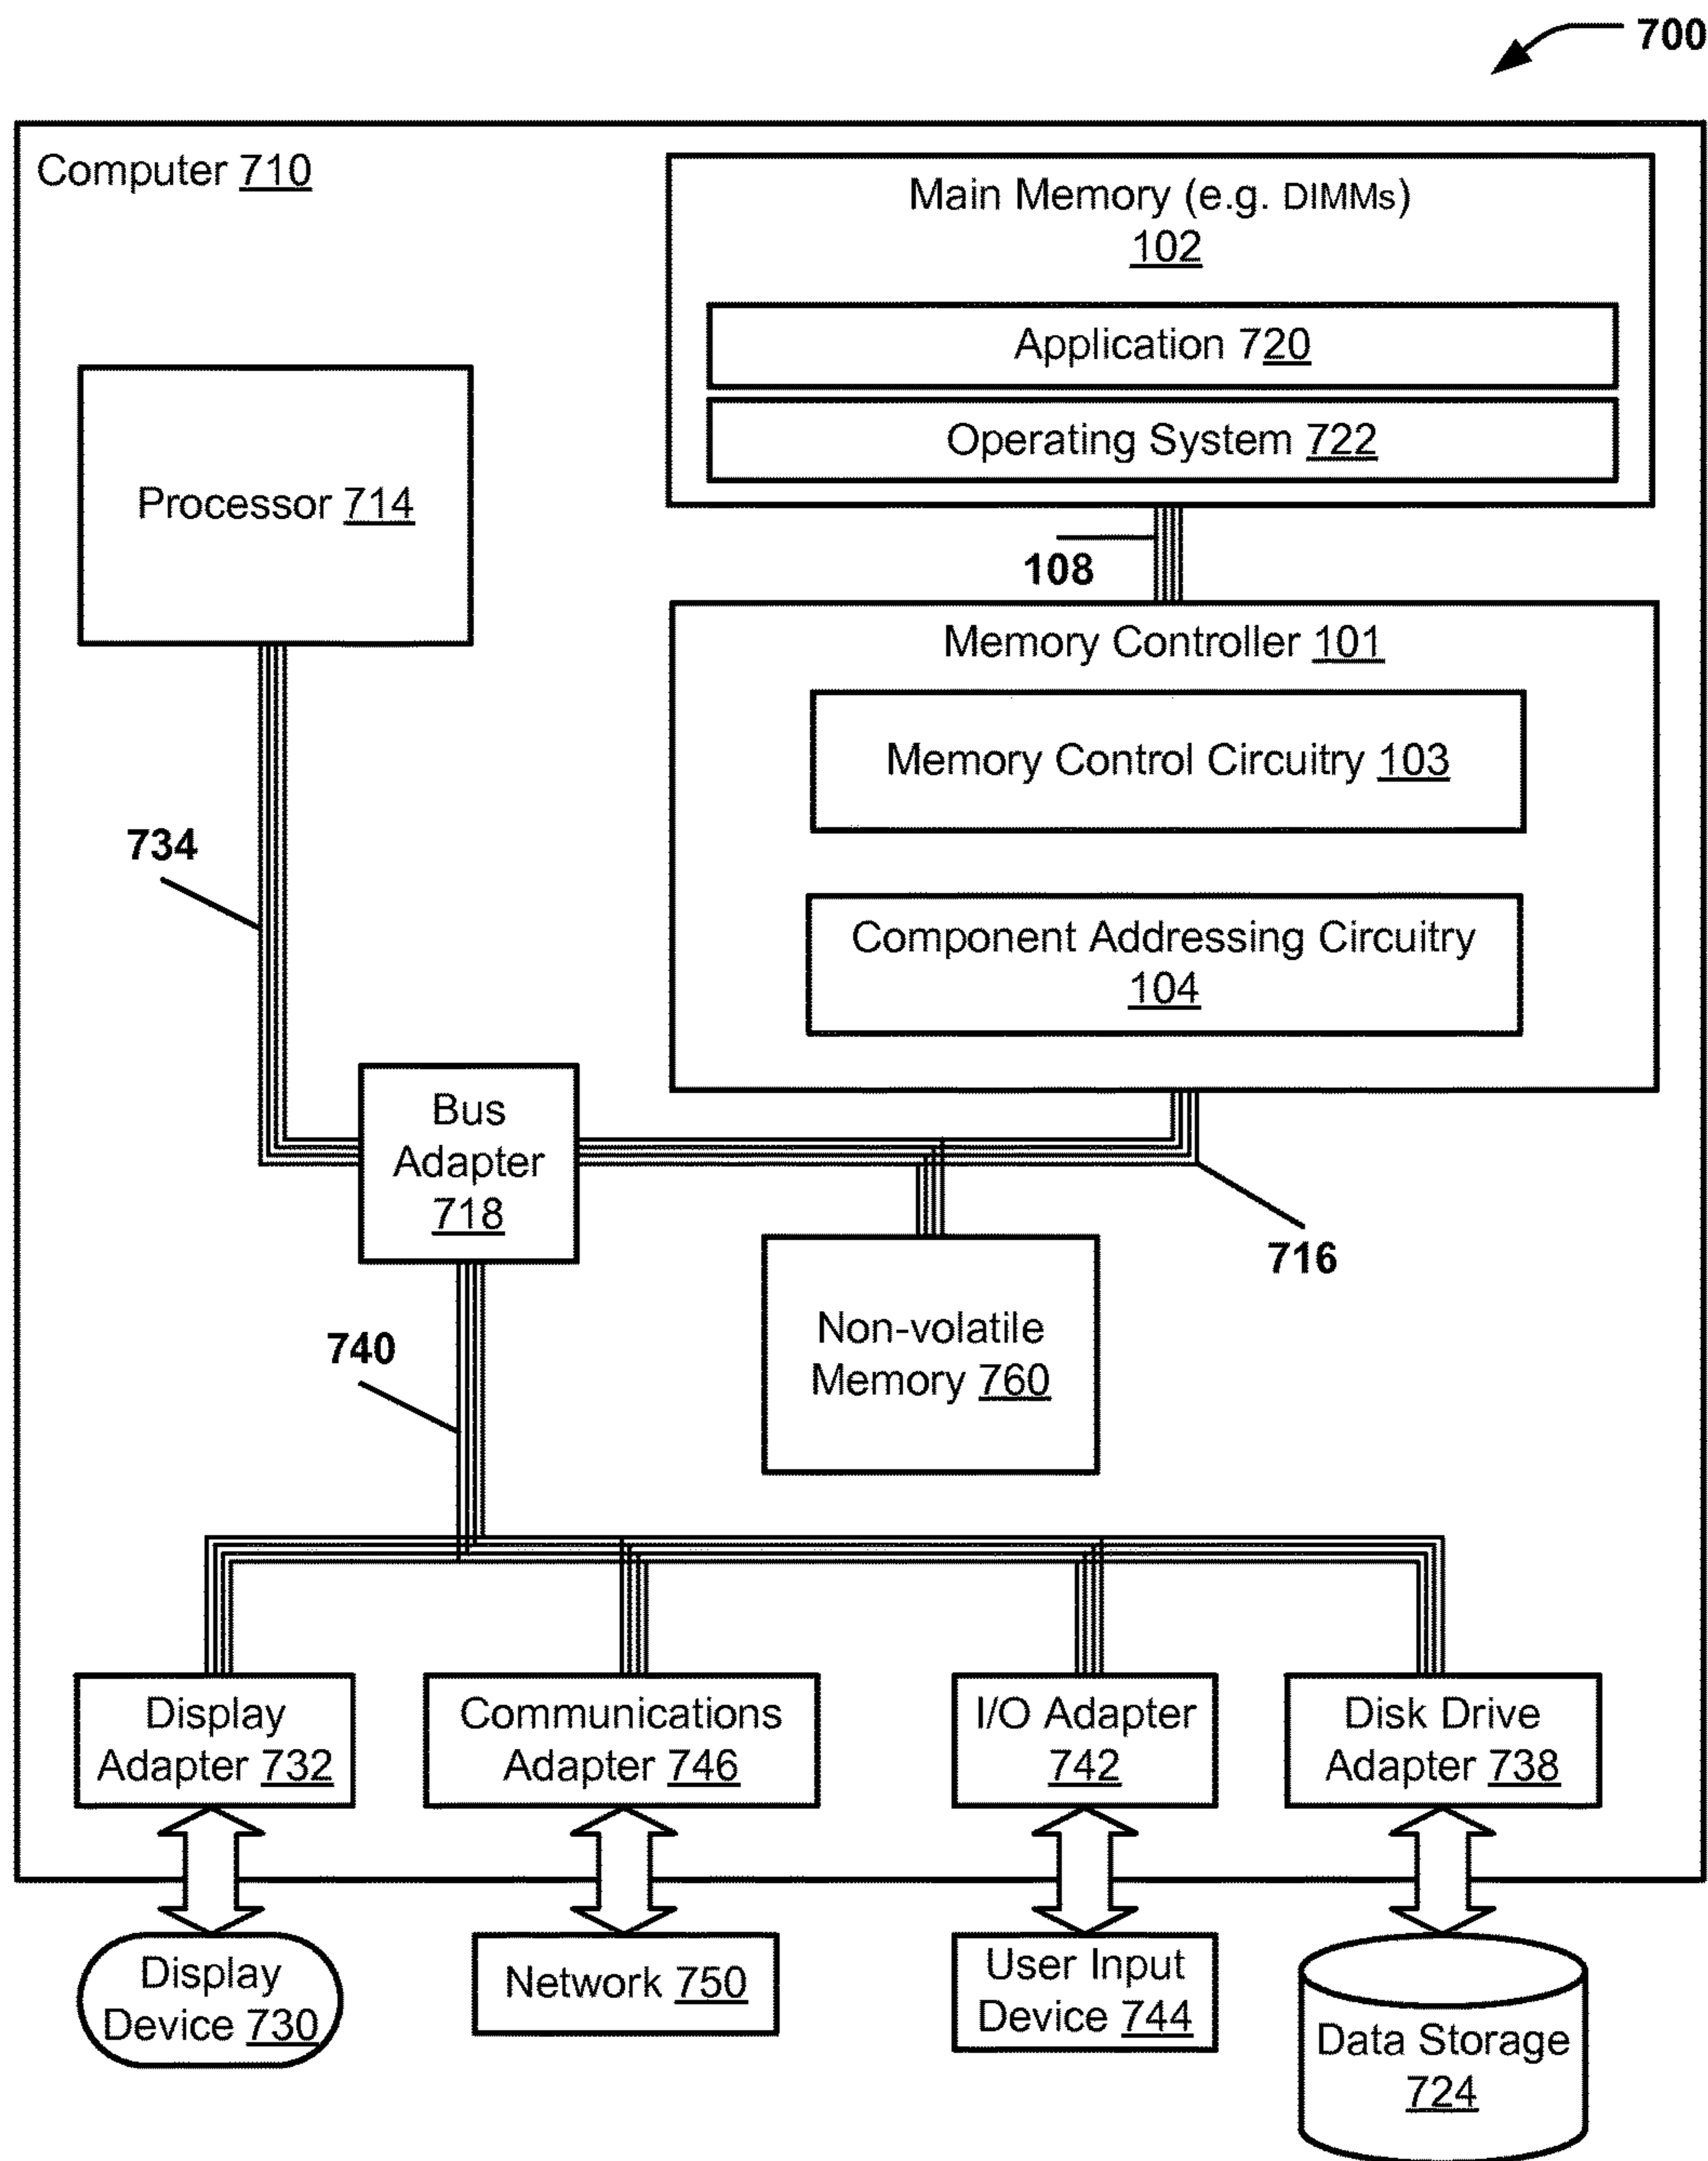 700
Computer 710
Main Memory (e.g. DIMMs)
102
Application 720
Operating System 722
Processor 714
108
Memory Controller 101
Memory Control Circuitry 103
734
Component Addressing Circuitry
104
Bus
Adapter
718
716
Non-volatile
Memory 760
740
Display
Adapter 732
Communications
Adapter 746
I/O Adapter
742
Disk Drive
Adapter 738
Display
Device 730
Network 750
User Input
Device 744
Data Storage
724